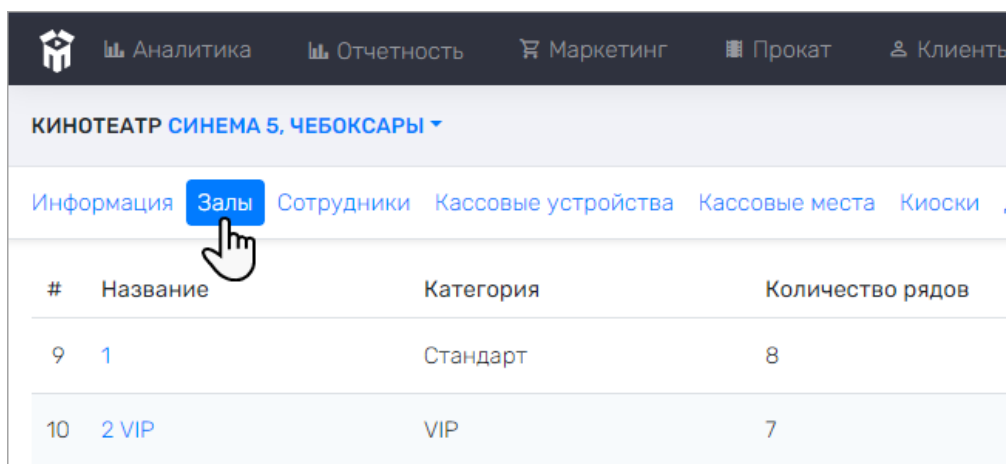 Аналитика Отчетность Маркетинг Прокат Клиенты
КИНОТЕАТР СИНЕМА 5, ЧЕБОКСАРЫ
Информация Залы Сотрудники Кассовые устройства Кассовые места Киоски
# Название Категория Количество рядов
9 1 Стандарт 8
10 2 VIP VIP 7